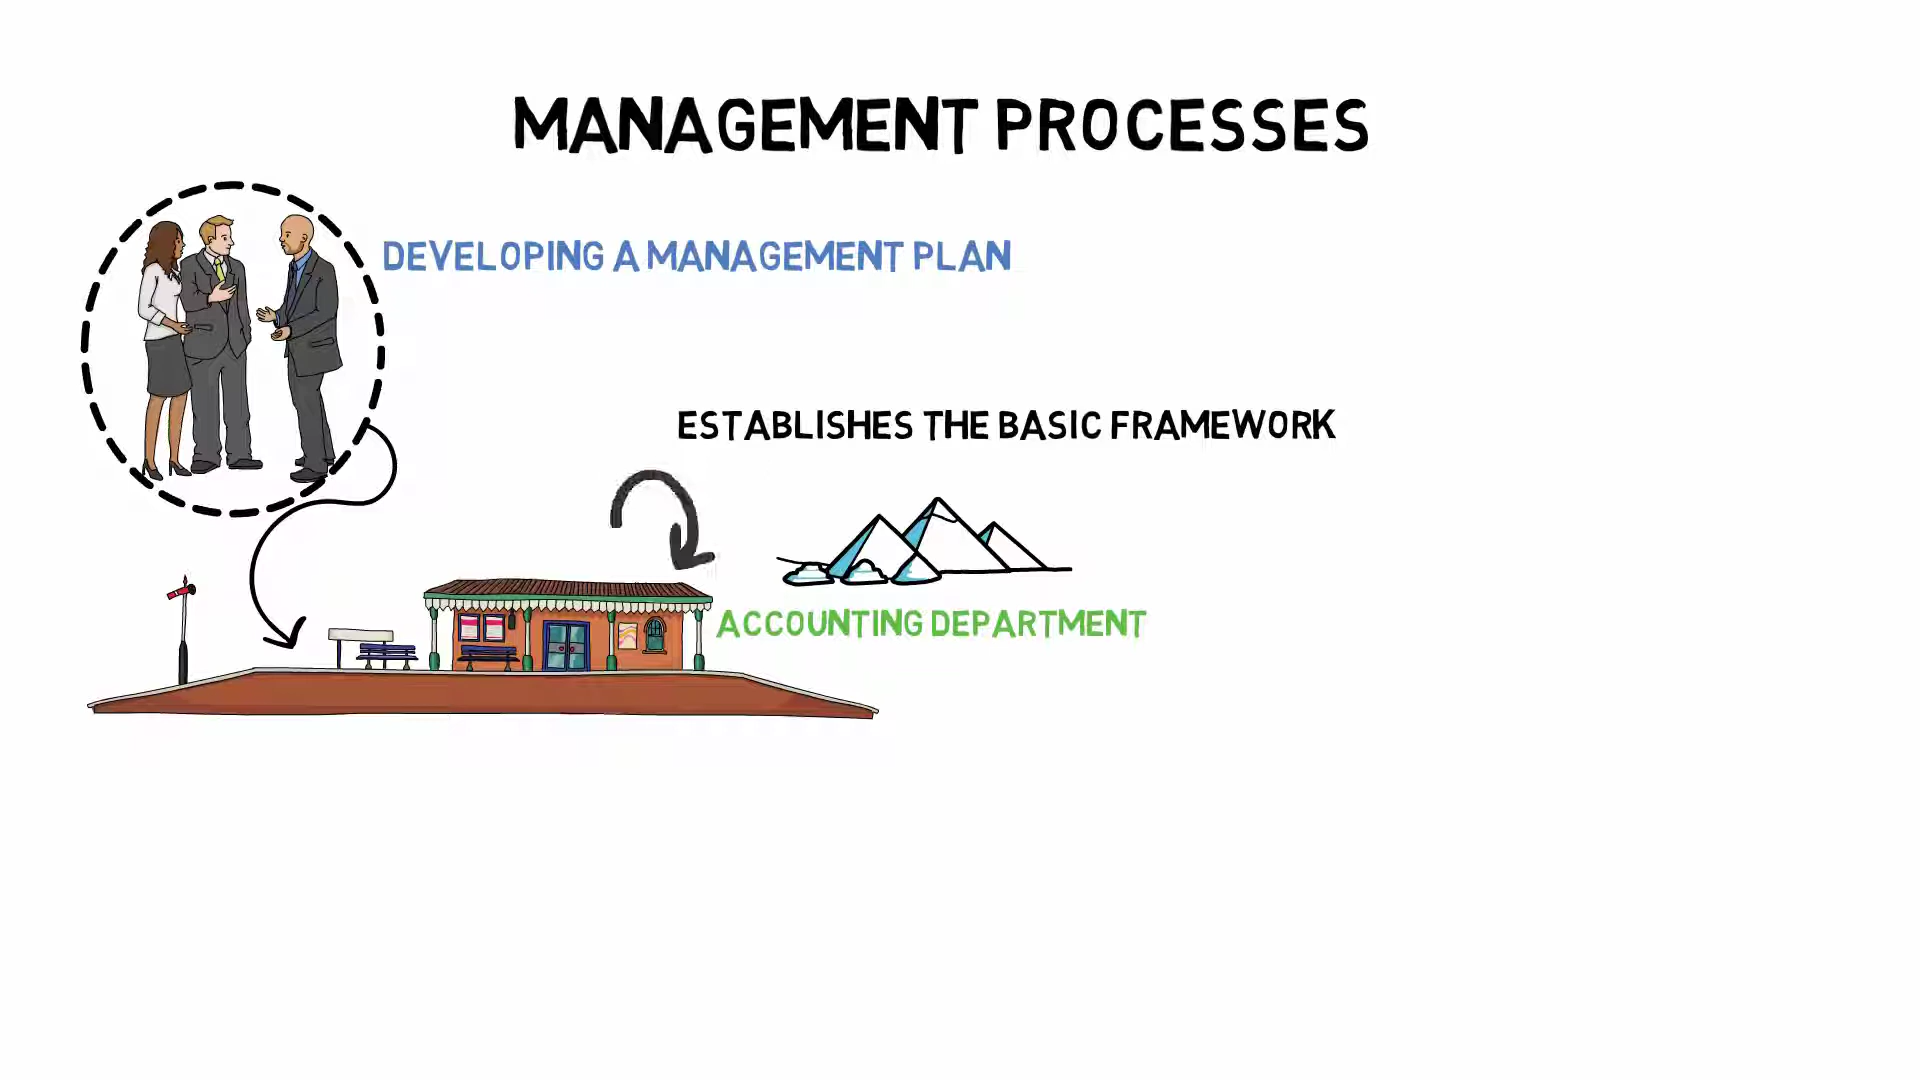 MANAGEMENT PROCESSES
DEVELOPING A MANAGEMENT PLAN
ESTABLISHES THE BASIC FRAMEWORK
ACCOUNTING DEPARTMENT